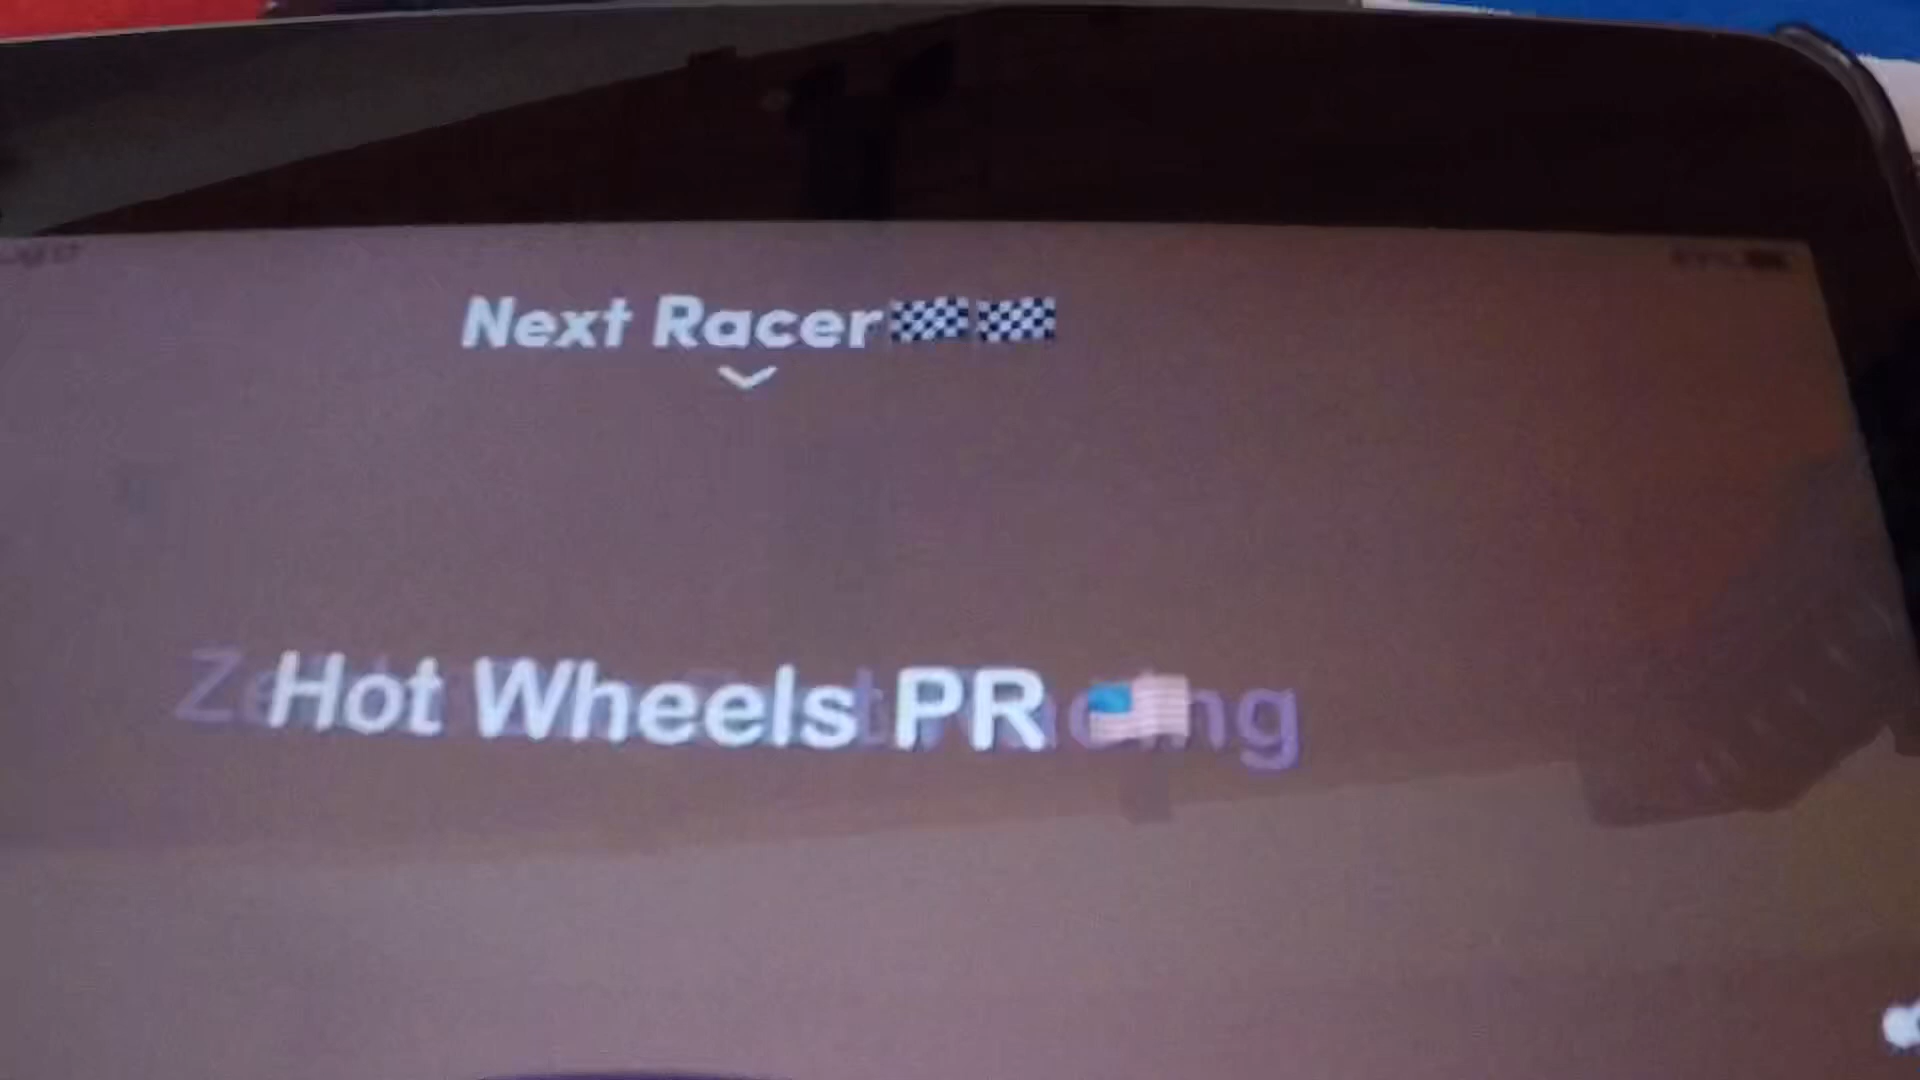 Next Racer🏁🏁
Hot Wheels PR 🇺🇸